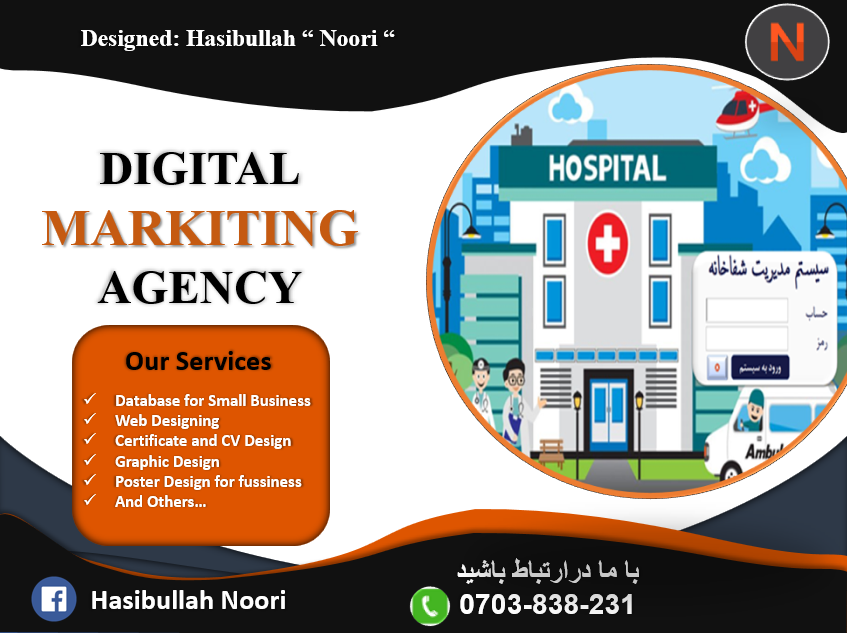 Designed: Hasibullah “ Noori “
N
DIGITAL
MARKITING
AGENCY
HOSPITAL
سیستم مدیریت شفاخانه
حساب
رمز
ورود به سیستم
Ambul
Our Services
Database for Small Business
Web Designing
Certificate and CV Design
Graphic Design
Poster Design for fussiness
And Others...
با ما درارتباط باشید
Hasibullah Noori
0703-838-231